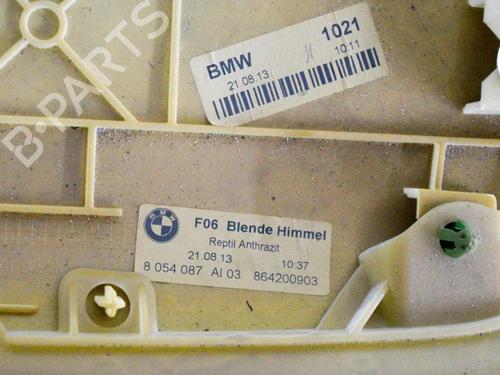 B-PARTS
BMW 1021
21.08.13 10:11
BMW
F06 Blende Himmel
Reptil Anthrazit
21.08.13 10:37
8 054 087 AI 03 864200903